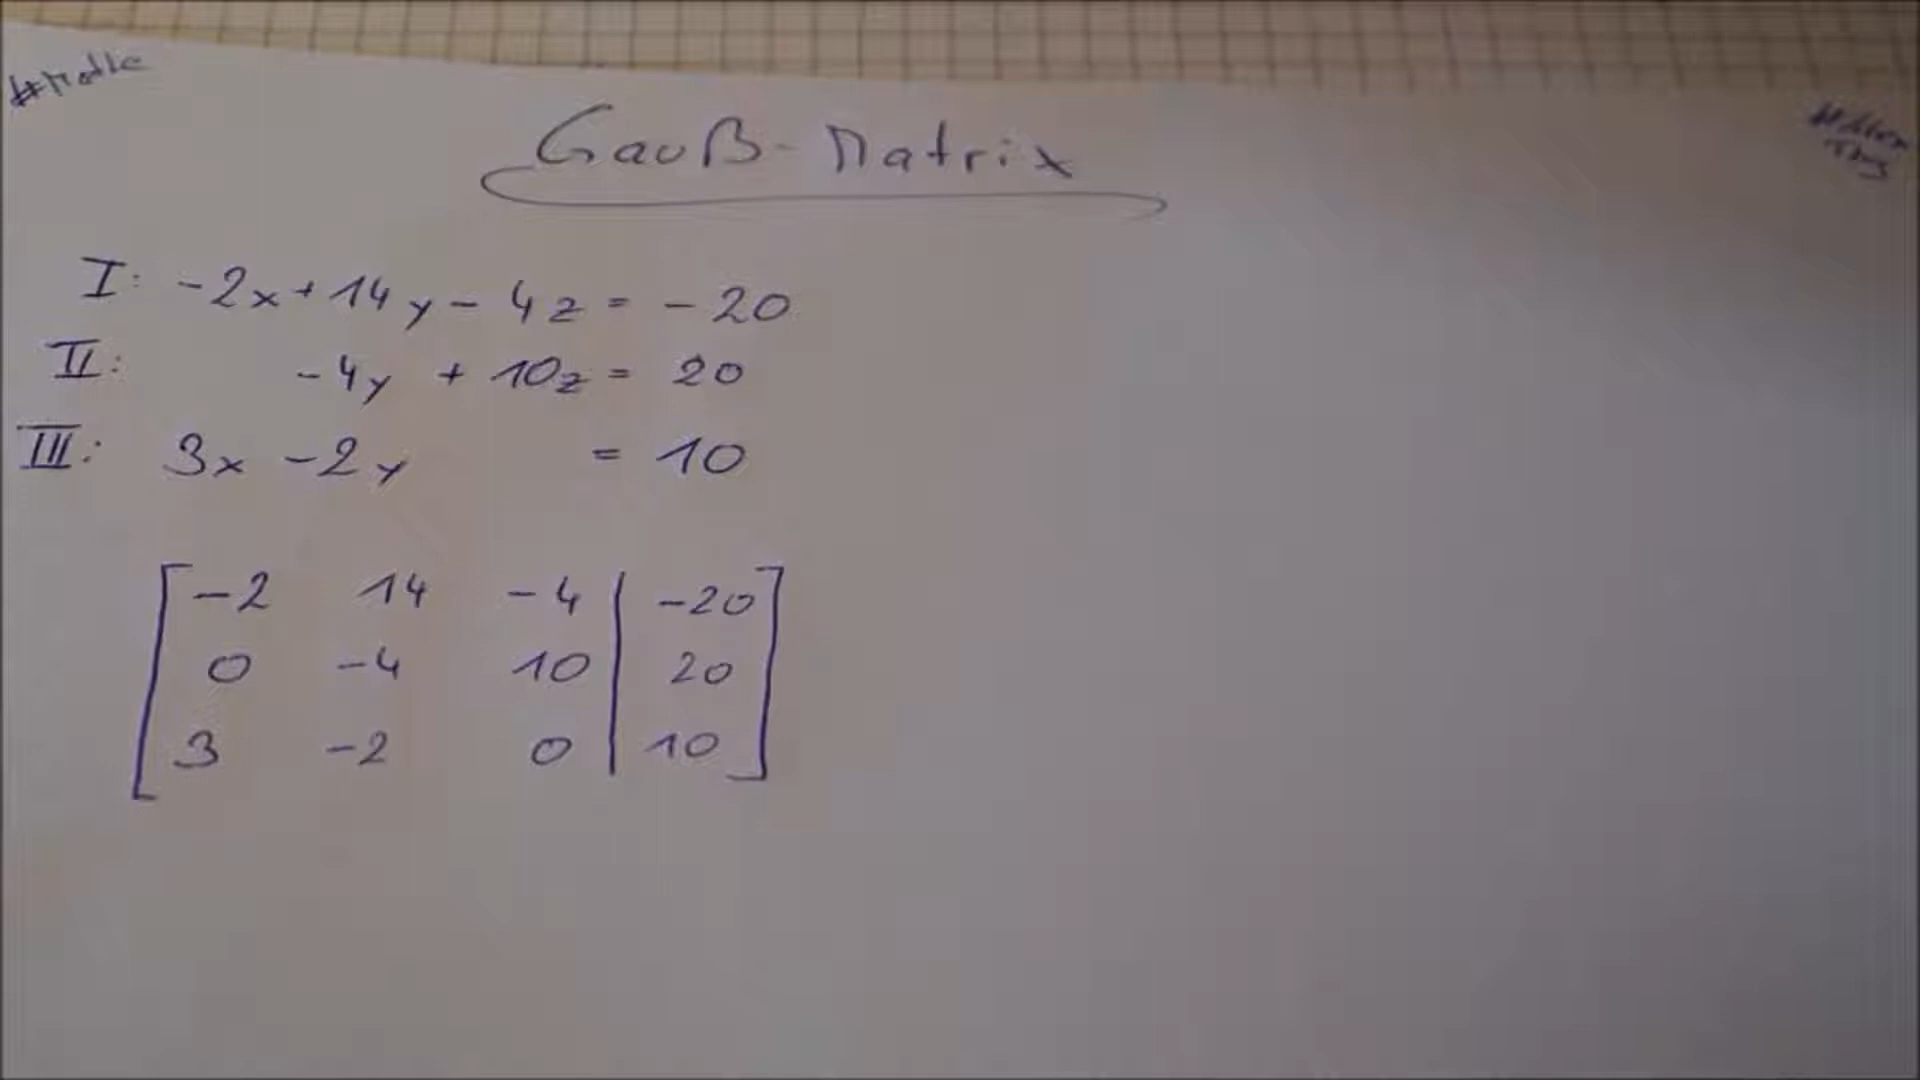 #Mathe
Gauß-Matrix
I: -2x+14y-4z = -20
II: -4y + 10z = 20
III: 3x -2y = 10
-2 14 -4 | -20
0 -4 10 | 20
3 -2 0 | 10